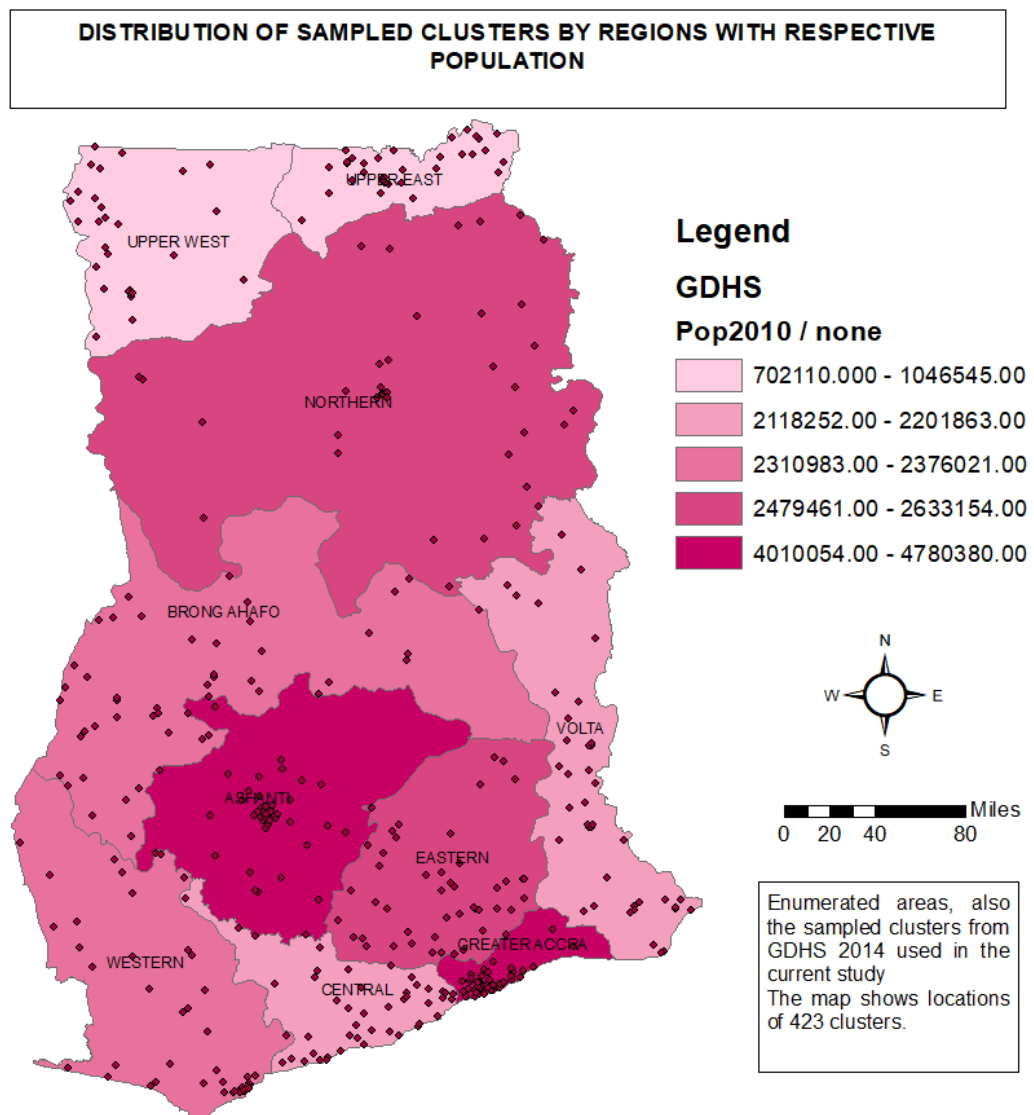 DISTRIBUTION OF SAMPLED CLUSTERS BY REGIONS WITH RESPECTIVE
POPULATION
UPPER EAST
UPPER WEST
NORTHERN
BRONG AHAFO
VOLTA
ASHANTI
EASTERN
GREATER ACCRA
WESTERN
CENTRAL
Legend
GDHS
Pop2010 / none
702110.000 - 1046545.00
2118252.00 - 2201863.00
2310983.00 - 2376021.00
2479461.00 - 2633154.00
4010054.00 - 4780380.00
N
W E
S
Miles
0 20 40 80
Enumerated areas, also
the sampled clusters from
GDHS 2014 used in the
current study
The map shows locations
of 423 clusters.